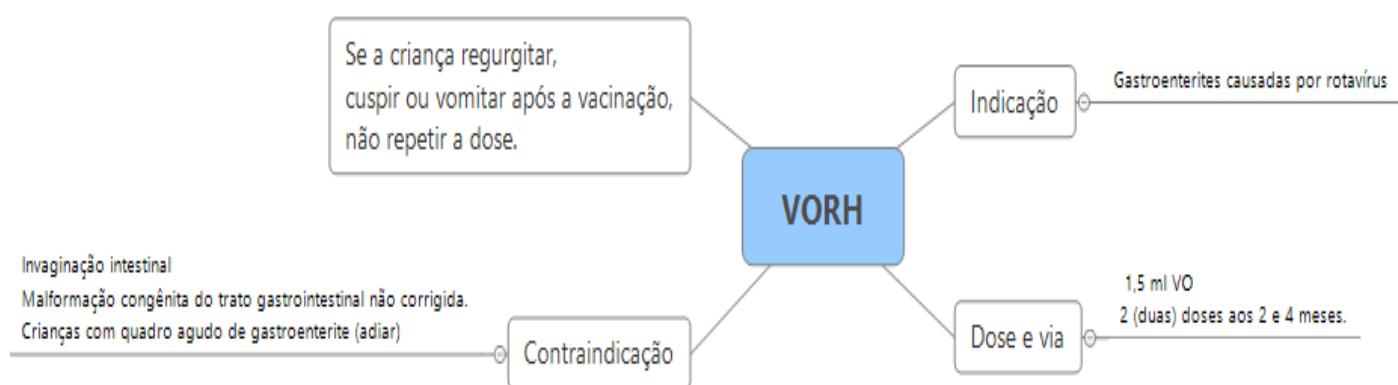 Se a criança regurgitar,
cuspir ou vomitar após a vacinação,
não repetir a dose.
Indicação
Gastroenterites causadas por rotavírus
VORH
Invaginação intestinal
Malformação congênita do trato gastrointestinal não corrigida.
Crianças com quadro agudo de gastroenterite (adiar)
Contraindicação
Dose e via
1,5 ml VO
2 (duas) doses aos 2 e 4 meses.